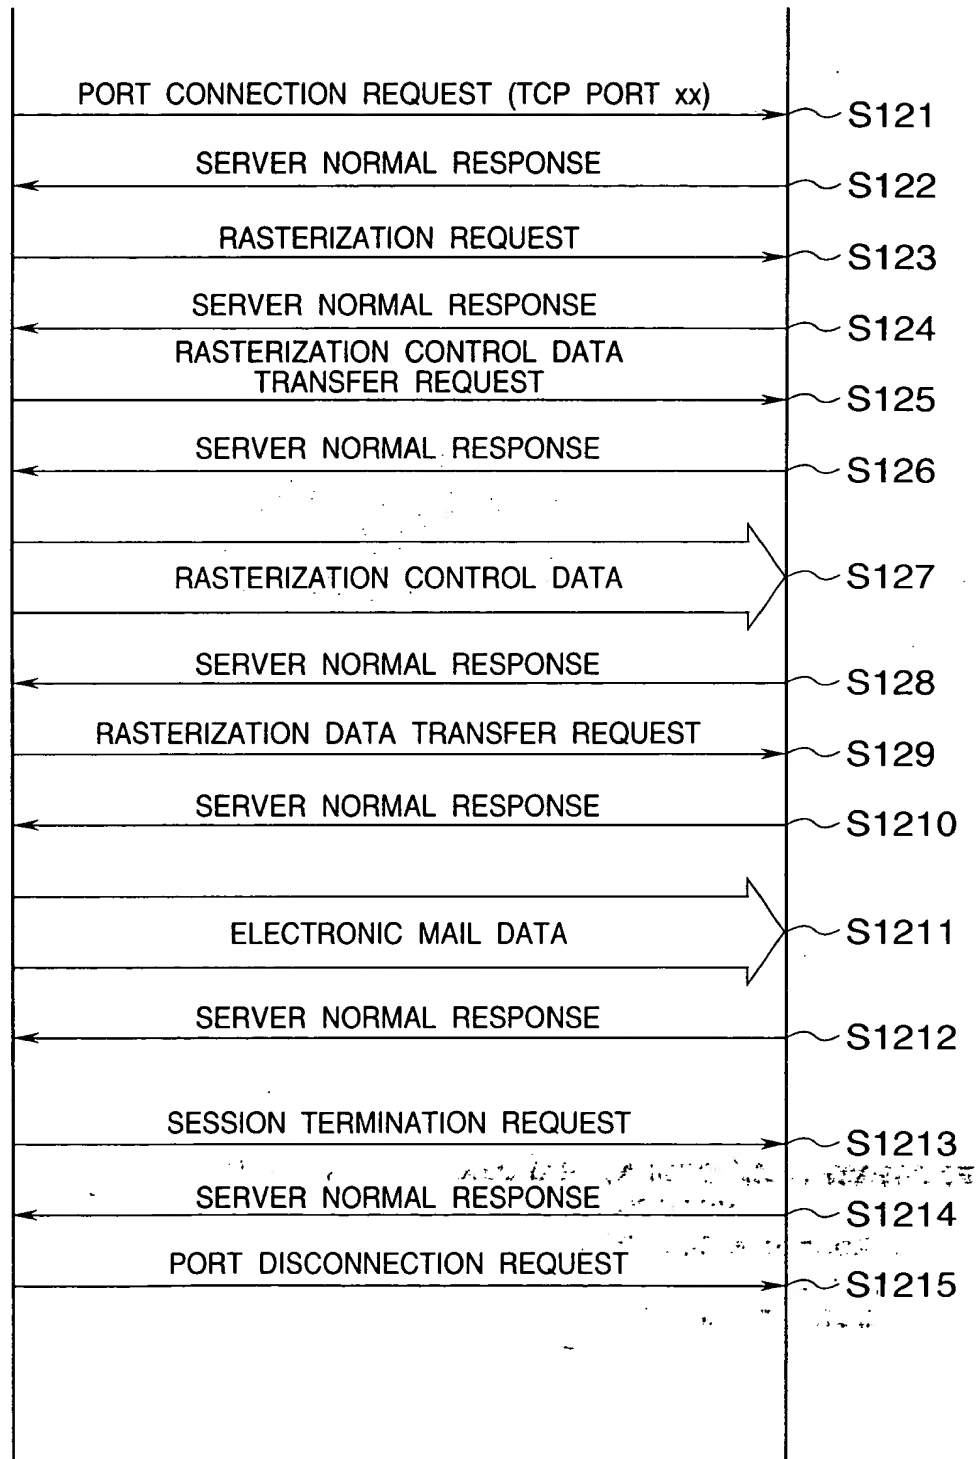 PORT CONNECTION REQUEST (TCP PORT xx)
S121
SERVER NORMAL RESPONSE
S122
RASTERIZATION REQUEST
S123
SERVER NORMAL RESPONSE
S124
RASTERIZATION CONTROL DATA
TRANSFER REQUEST
S125
SERVER NORMAL RESPONSE
S126
RASTERIZATION CONTROL DATA
S127
SERVER NORMAL RESPONSE
S128
RASTERIZATION DATA TRANSFER REQUEST
S129
SERVER NORMAL RESPONSE
S1210
ELECTRONIC MAIL DATA
S1211
SERVER NORMAL RESPONSE
S1212
SESSION TERMINATION REQUEST
S1213
SERVER NORMAL RESPONSE
S1214
PORT DISCONNECTION REQUEST
S1215